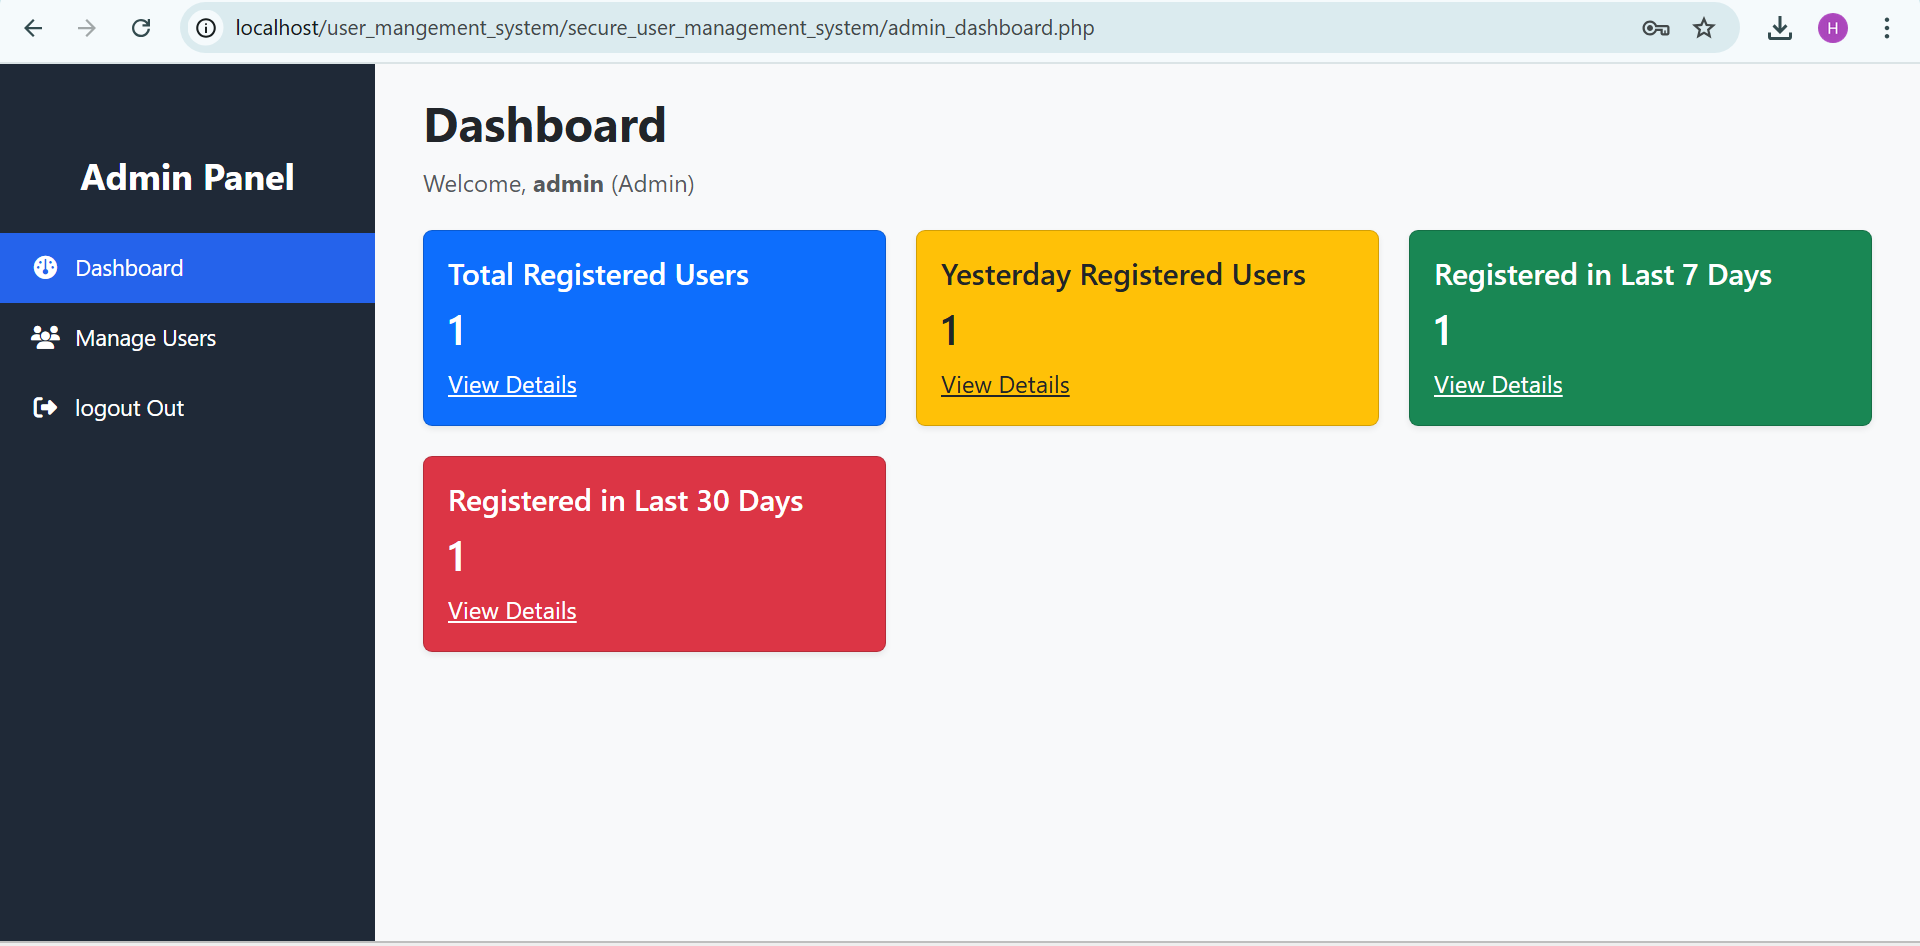 localhost/user_mangement_system/secure_user_management_system/admin_dashboard.php
H
Admin Panel
Dashboard
Manage Users
logout Out
Dashboard
Welcome, admin (Admin)
Total Registered Users
1
View Details
Yesterday Registered Users
1
View Details
Registered in Last 7 Days
1
View Details
Registered in Last 30 Days
1
View Details